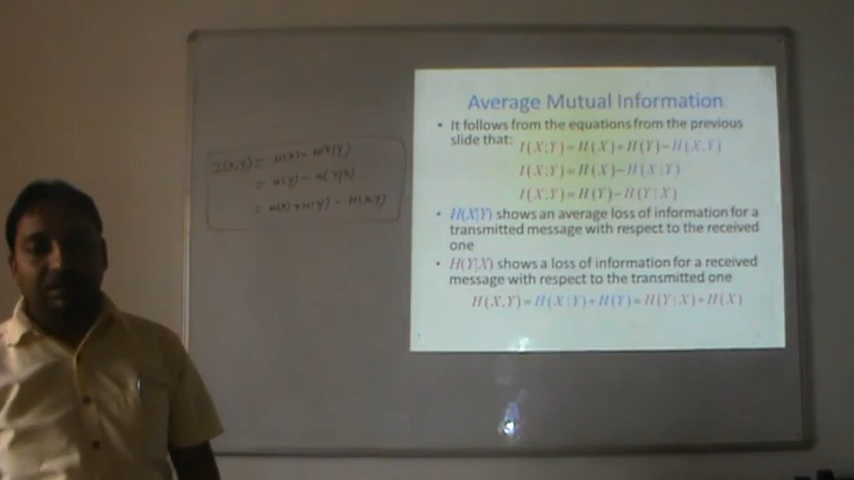 I(X,Y) = H(X) - H(X|Y)
= H(Y) - H(Y|X)
= H(X) + H(Y) - H(X,Y)
Average Mutual Information
• It follows from the equations from the previous
slide that: I(X;Y)=H(X)+H(Y)-H(X,Y)
I(X;Y)=H(X)-H(X|Y)
I(X;Y)=H(Y)-H(Y|X)
• H(X|Y) shows an average loss of information for a
transmitted message with respect to the received
one
• H(Y|X) shows a loss of information for a received
message with respect to the transmitted one
H(X,Y)=H(X|Y)+H(Y)=H(Y|X)+H(X)